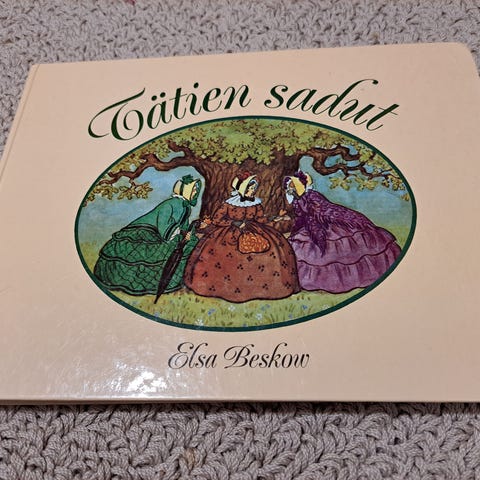 Tätien sadut
Elsa Beskow